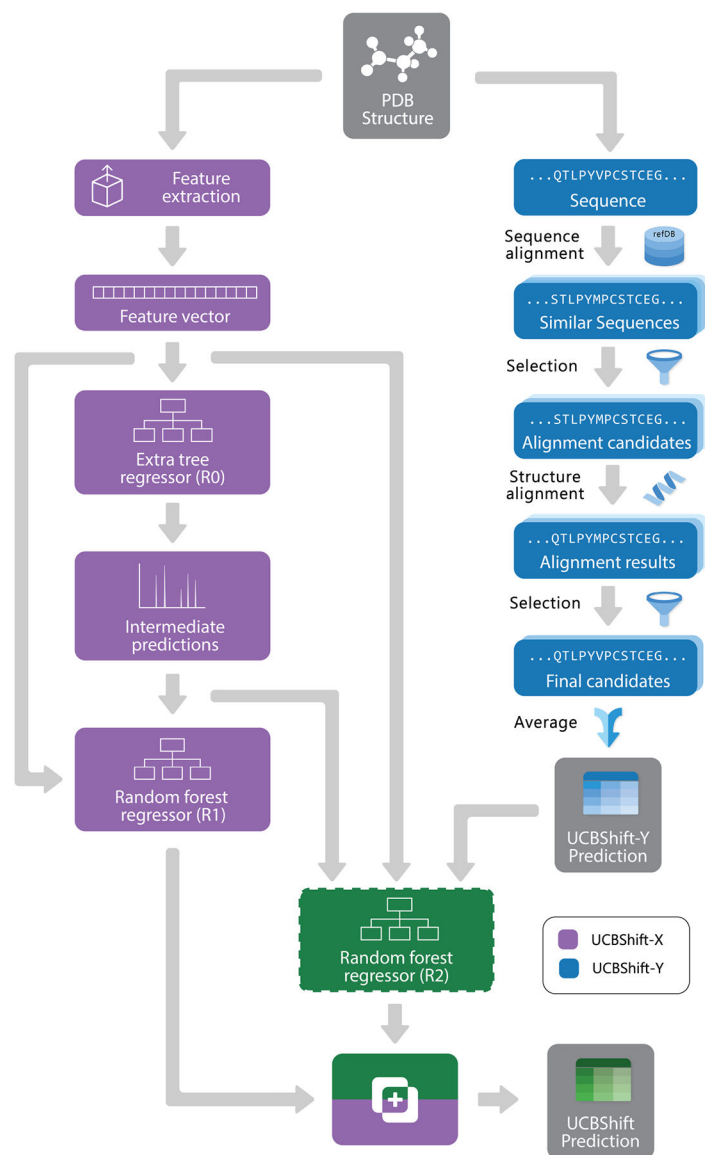 PDB
Structure
Feature
extraction
Feature vector
Extra tree
regressor (R0)
Intermediate
predictions
Random forest
regressor (R1)
...QTLPYVPCSTCEG...
Sequence
Sequence
alignment
refDB
...STLPYMPCSTCEG...
Similar Sequences
Selection
...STLPYMPCSTCEG...
Alignment candidates
Structure
alignment
...QTLPYMPCSTCEG...
Alignment results
Selection
...QTLPYVPCSTCEG...
Final candidates
Average
UCBShift-Y
Prediction
Random forest
regressor (R2)
UCBShift-X
UCBShift-Y
UCBShift
Prediction